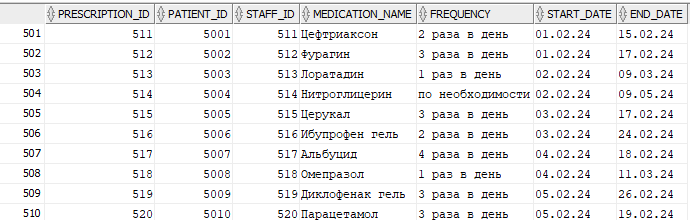 PRESCRIPTION_ID PATIENT_ID STAFF_ID MEDICATION_NAME FREQUENCY START_DATE END_DATE
501 511 5001 511 Цефтриаксон 2 раза в день 01.02.24 15.02.24
502 512 5002 512 Фурагин 3 раза в день 01.02.24 17.02.24
503 513 5003 513 Лоратадин 1 раз в день 02.02.24 09.03.24
504 514 5004 514 Нитроглицерин по необходимости 02.02.24 09.05.24
505 515 5005 515 Церукал 3 раза в день 03.02.24 17.02.24
506 516 5006 516 Ибупрофен гель 2 раза в день 03.02.24 24.02.24
507 517 5007 517 Альбуцид 4 раза в день 04.02.24 18.02.24
508 518 5008 518 Омепразол 1 раз в день 04.02.24 11.03.24
509 519 5009 519 Диклофенак гель 3 раза в день 05.02.24 26.02.24
510 520 5010 520 Парацетамол 3 раза в день 05.02.24 19.02.24